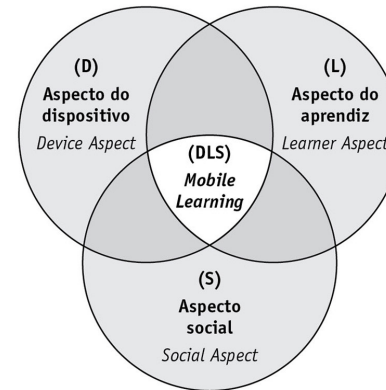 (D)
Aspecto do
dispositivo
Device Aspect
(L)
Aspecto do
aprendiz
Learner Aspect
(DLS)
Mobile
Learning
(S)
Aspecto
social
Social Aspect